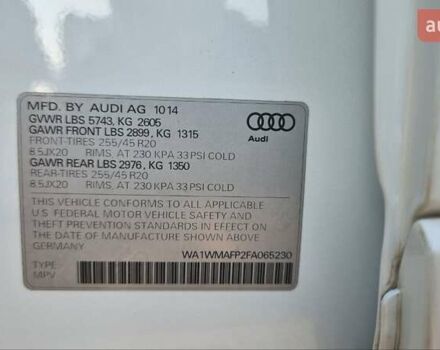 MFD. BY AUDI AG 10 14
GVWR LBS 5743, KG 2605
GAWR FRONT LBS 2899, KG 1315
FRONT-TIRES 255/45 R20
8.5JX20 RIMS, AT 230 KPA 33 PSI COLD
GAWR REAR LBS 2976, KG 1350
REAR-TIRES 255/45 R20
8.5JX20 RIMS, AT 230 KPA 33 PSI COLD
Audi
THIS VEHICLE CONFORMS TO ALL APPLICABLE
U.S. FEDERAL MOTOR VEHICLE SAFETY AND
THEFT PREVENTION STANDARDS IN EFFECT ON
THE DATE OF MANUFACTURE SHOWN ABOVE.
GERMANY
WA1WMAFP2FA065230
TYPE
MPV